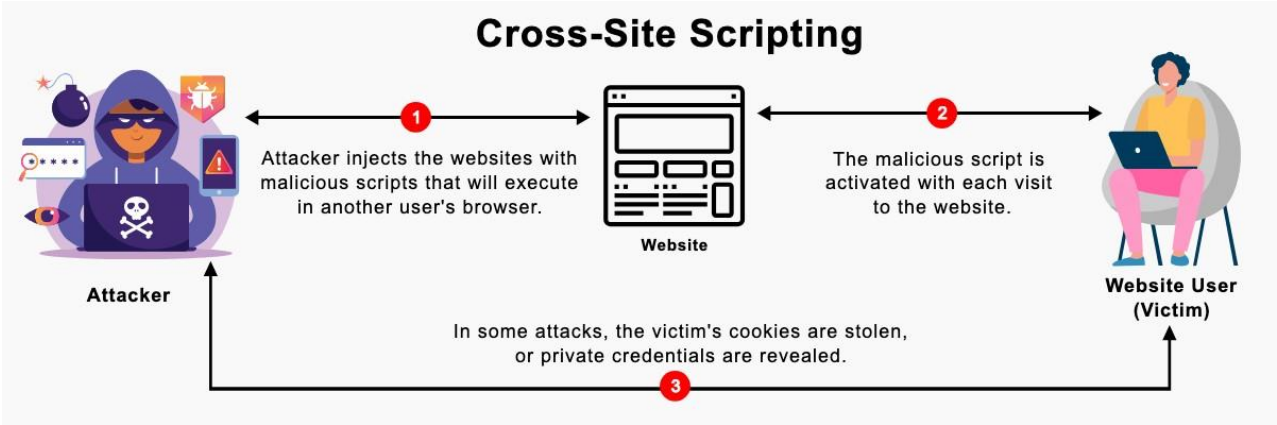 Cross-Site Scripting
1
Attacker injects the websites with
malicious scripts that will execute
in another user's browser.
2
The malicious script is
activated with each visit
to the website.
Website
Attacker
Website User
(Victim)
In some attacks, the victim's cookies are stolen,
or private credentials are revealed.
3